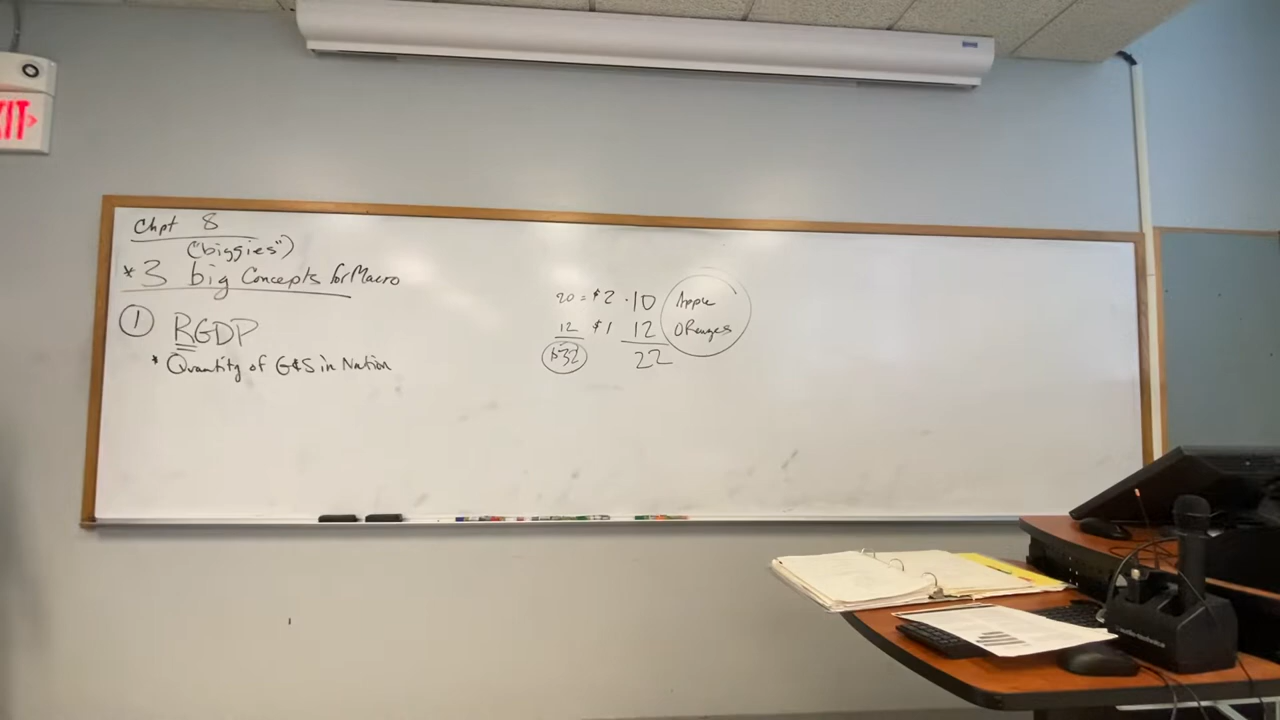 XIT
Chpt 8
("biggies")
*3 big Concepts for Macro
① RGDP
* Quantity of G&S in Nation
20 = $2 · 10 Apple
12 $1 12 ORanges
$32 22